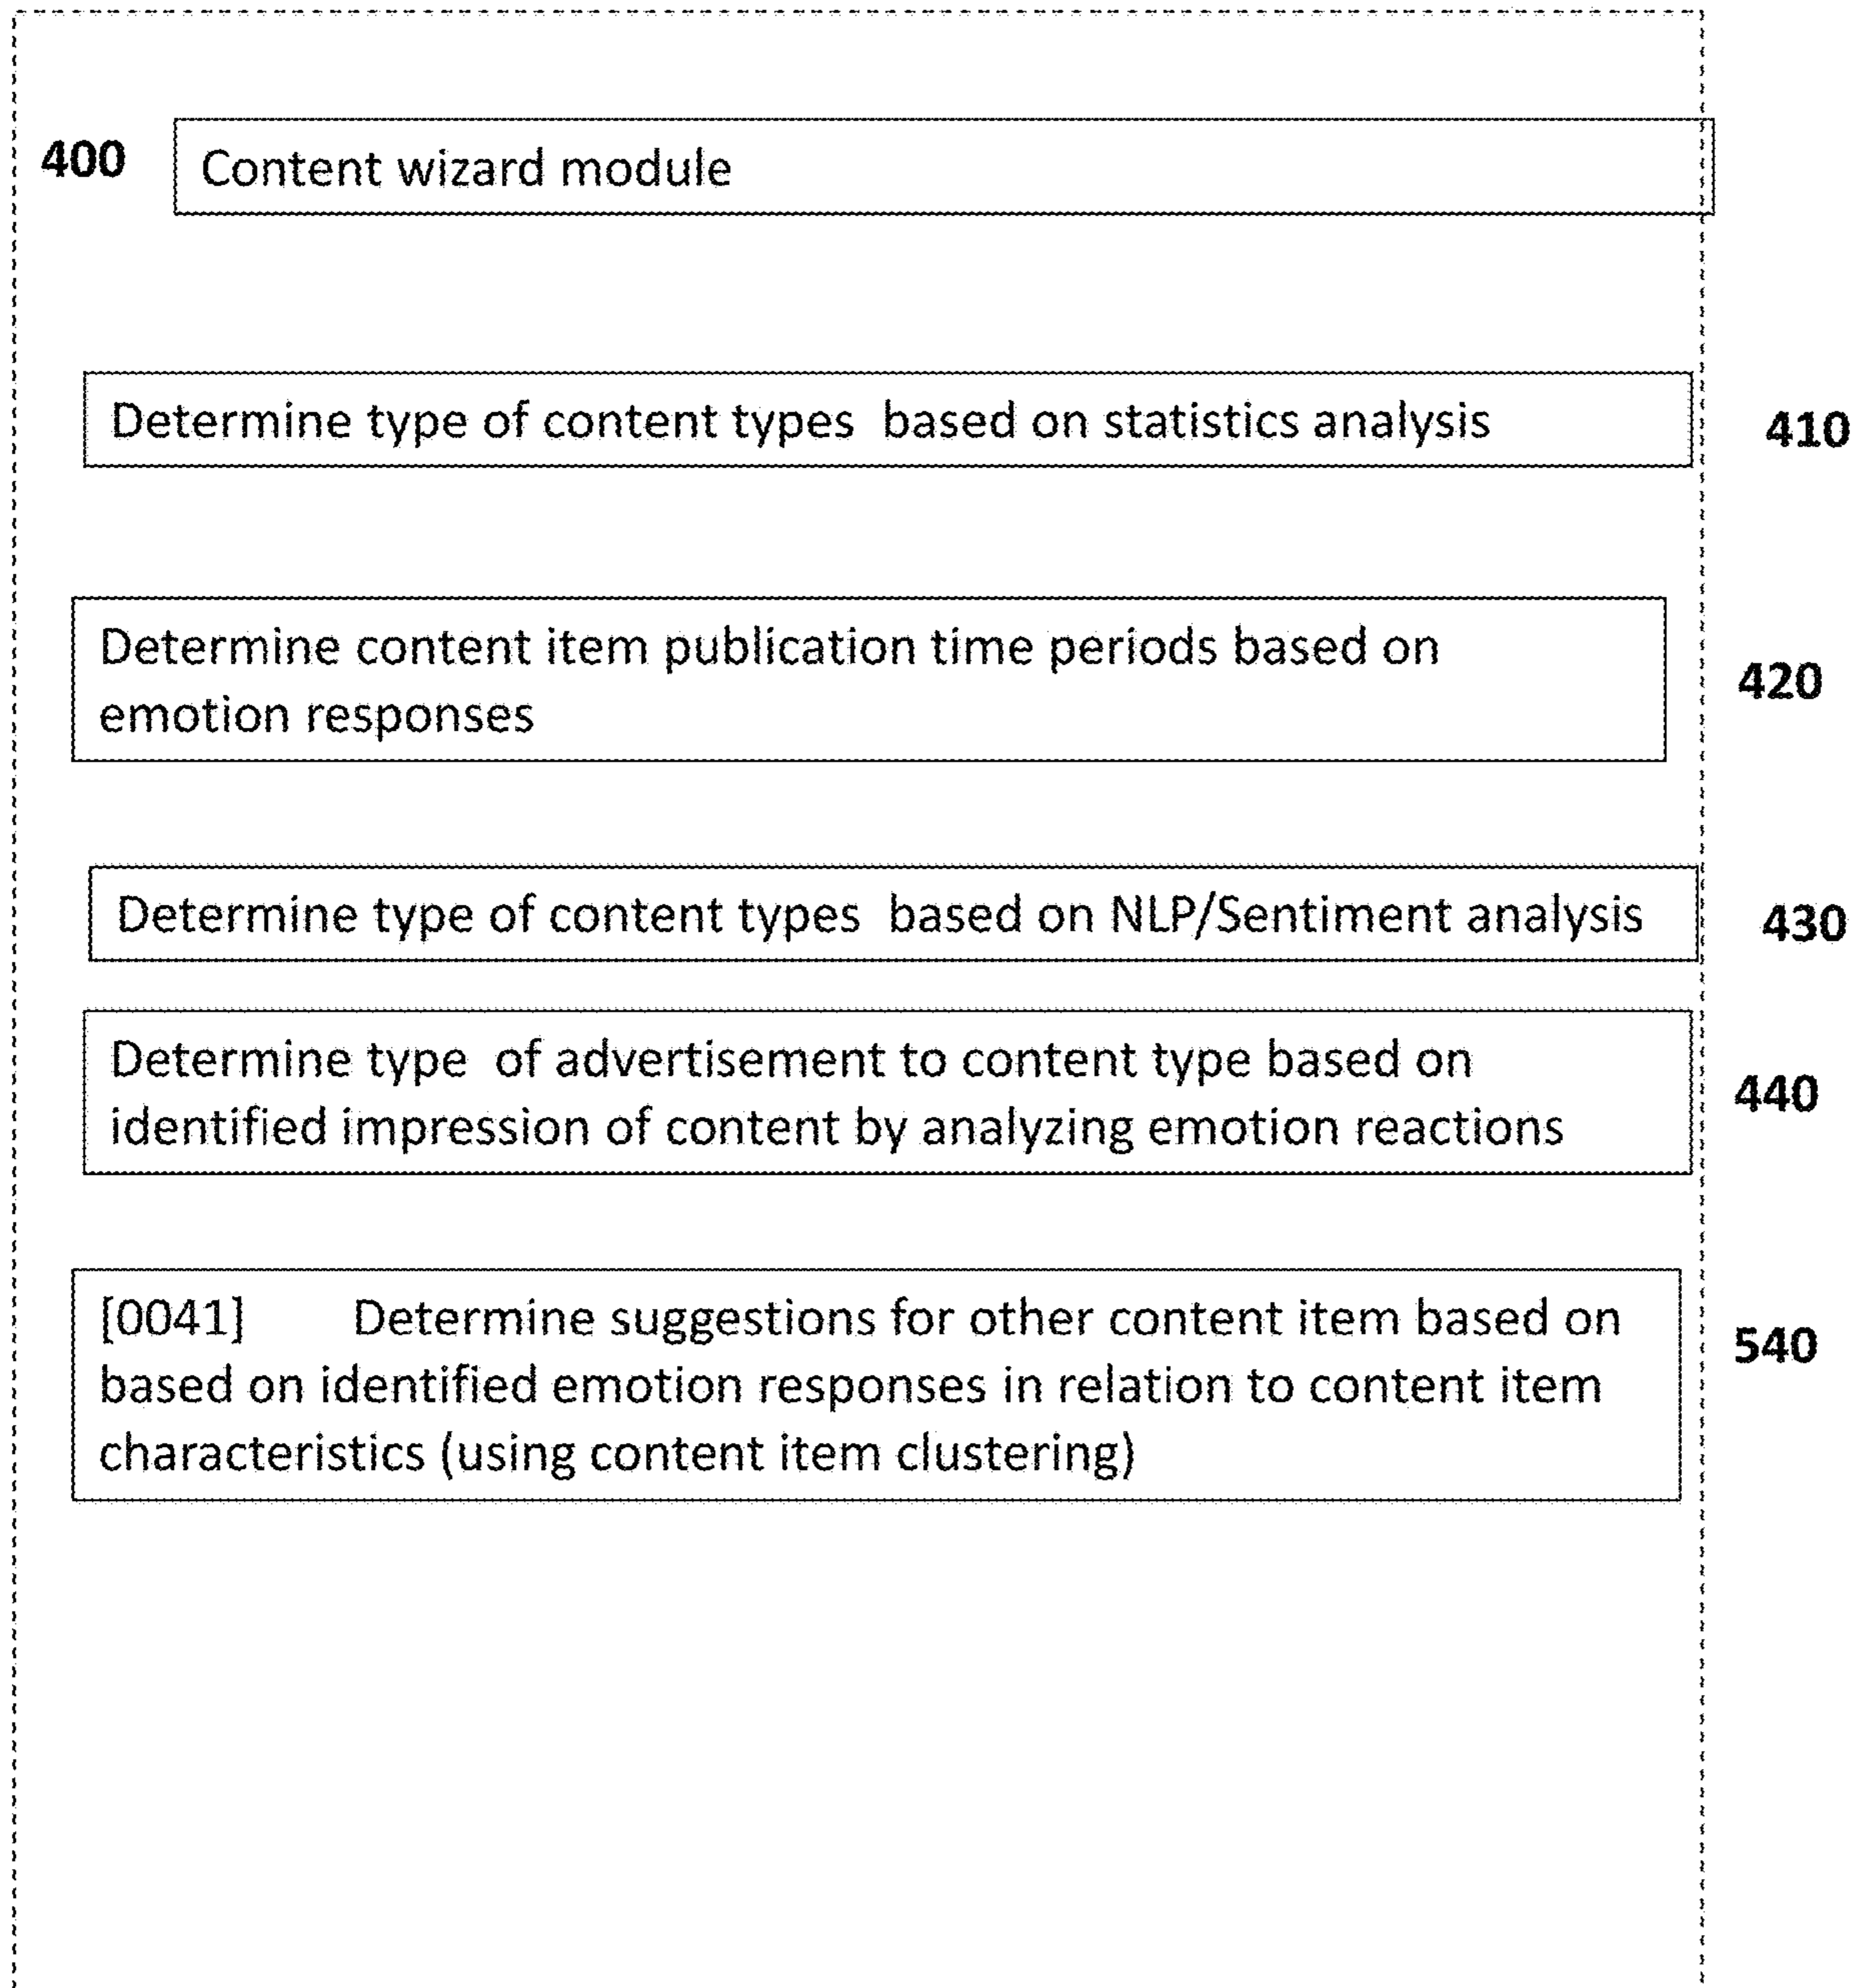 400 Content wizard module
Determine type of content types  based on statistics analysis 410
Determine content item publication time periods based on
emotion responses
420
Determine type of content types  based on NLP/Sentiment analysis 430
Determine type  of advertisement to content type based on
identified impression of content by analyzing emotion reactions
440
[0041] Determine suggestions for other content item based on
based on identified emotion responses in relation to content item
characteristics (using content item clustering)
540